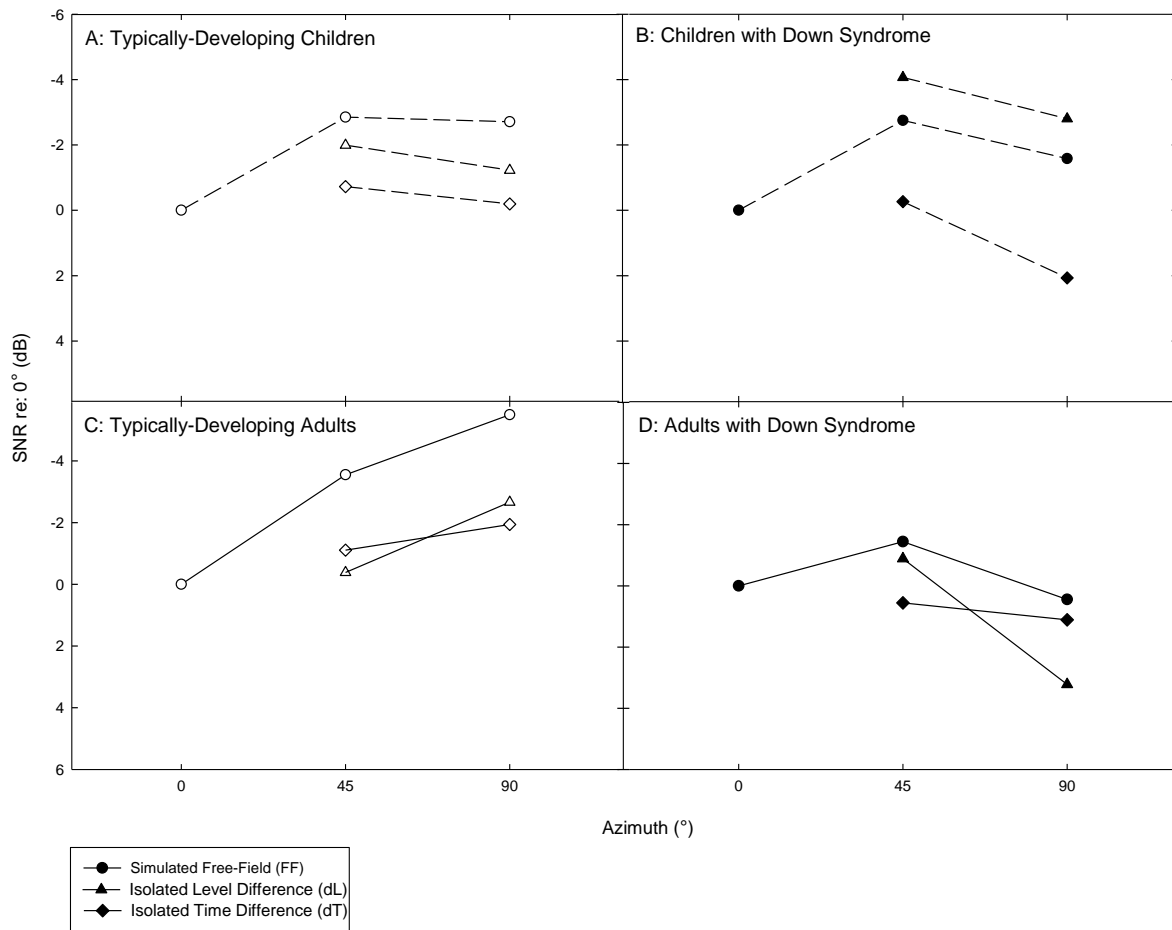 -6
A: Typically-Developing Children
B: Children with Down Syndrome
-4
-2
0
2
4
SNR re: 0° (dB)
C: Typically-Developing Adults
D: Adults with Down Syndrome
-4
-2
0
2
4
6
0 45 90 0 45 90
Azimuth (°)
Simulated Free-Field (FF)
Isolated Level Difference (dL)
Isolated Time Difference (dT)